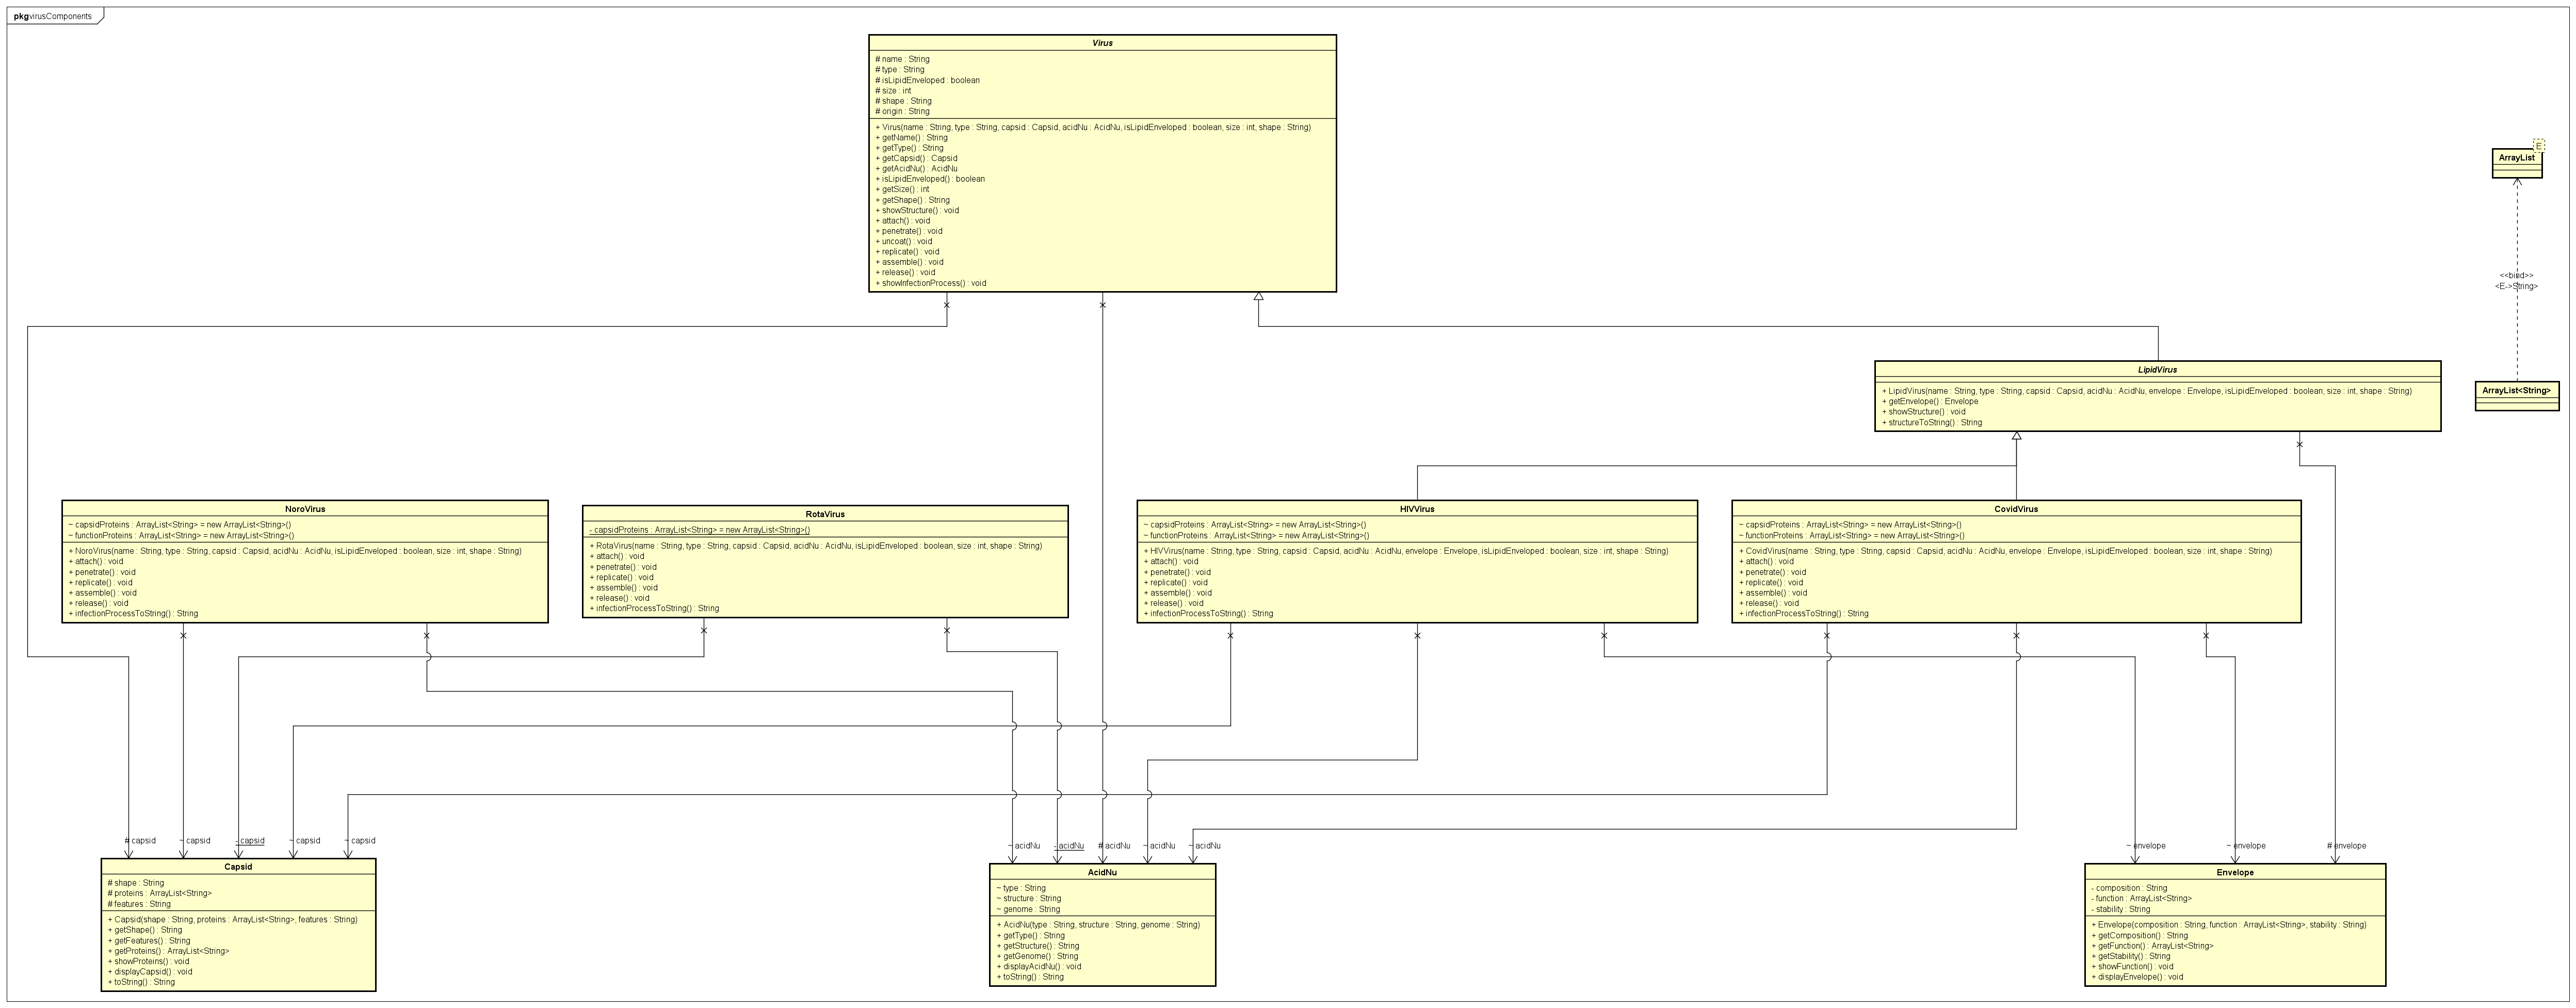 pkg virusComponents
Virus
# name : String
# type : String
# isLipidEnveloped : boolean
# size : int
# shape : String
# origin : String
+ Virus(name : String, type : String, capsid : Capsid, acidNu : AcidNu, isLipidEnveloped : boolean, size : int, shape : String)
+ getName() : String
+ getType() : String
+ getCapsid() : Capsid
+ getAcidNu() : AcidNu
+ isLipidEnveloped() : boolean
+ getSize() : int
+ getShape() : String
+ showStructure() : void
+ attach() : void
+ penetrate() : void
+ uncoat() : void
+ replicate() : void
+ assemble() : void
+ release() : void
+ showInfectionProcess() : void
E
ArrayList
<<bind>>
<E->String>
ArrayList<String>
LipidVirus
+ LipidVirus(name : String, type : String, capsid : Capsid, acidNu : AcidNu, envelope : Envelope, isLipidEnveloped : boolean, size : int, shape : String)
+ getEnvelope() : Envelope
+ showStructure() : void
+ structureToString() : String
NoroVirus
~ capsidProteins : ArrayList<String> = new ArrayList<String>()
~ functionProteins : ArrayList<String> = new ArrayList<String>()
+ NoroVirus(name : String, type : String, capsid : Capsid, acidNu : AcidNu, isLipidEnveloped : boolean, size : int, shape : String)
+ attach() : void
+ penetrate() : void
+ replicate() : void
+ assemble() : void
+ release() : void
+ infectionProcessToString() : String
RotaVirus
- capsidProteins : ArrayList<String> = new ArrayList<String>()
+ RotaVirus(name : String, type : String, capsid : Capsid, acidNu : AcidNu, isLipidEnveloped : boolean, size : int, shape : String)
+ attach() : void
+ penetrate() : void
+ replicate() : void
+ assemble() : void
+ release() : void
+ infectionProcessToString() : String
HIVVirus
~ capsidProteins : ArrayList<String> = new ArrayList<String>()
~ functionProteins : ArrayList<String> = new ArrayList<String>()
+ HIVVirus(name : String, type : String, capsid : Capsid, acidNu : AcidNu, envelope : Envelope, isLipidEnveloped : boolean, size : int, shape : String)
+ attach() : void
+ penetrate() : void
+ replicate() : void
+ assemble() : void
+ release() : void
+ infectionProcessToString() : String
CovidVirus
~ capsidProteins : ArrayList<String> = new ArrayList<String>()
~ functionProteins : ArrayList<String> = new ArrayList<String>()
+ CovidVirus(name : String, type : String, capsid : Capsid, acidNu : AcidNu, envelope : Envelope, isLipidEnveloped : boolean, size : int, shape : String)
+ attach() : void
+ penetrate() : void
+ replicate() : void
+ assemble() : void
+ release() : void
+ infectionProcessToString() : String
# capsid
~ capsid
- capsid
~ capsid
~ capsid
~ acidNu
- acidNu
# acidNu
~ acidNu
~ acidNu
~ envelope
~ envelope
# envelope
Capsid
# shape : String
# proteins : ArrayList<String>
# features : String
+ Capsid(shape : String, proteins : ArrayList<String>, features : String)
+ getShape() : String
+ getFeatures() : String
+ getProteins() : ArrayList<String>
+ showProteins() : void
+ displayCapsid() : void
+ toString() : String
AcidNu
~ type : String
~ structure : String
~ genome : String
+ AcidNu(type : String, structure : String, genome : String)
+ getType() : String
+ getStructure() : String
+ getGenome() : String
+ displayAcidNu() : void
+ toString() : String
Envelope
- composition : String
- function : ArrayList<String>
- stability : String
+ Envelope(composition : String, function : ArrayList<String>, stability : String)
+ getComposition() : String
+ getFunction() : ArrayList<String>
+ getStability() : String
+ showFunction() : void
+ displayEnvelope() : void